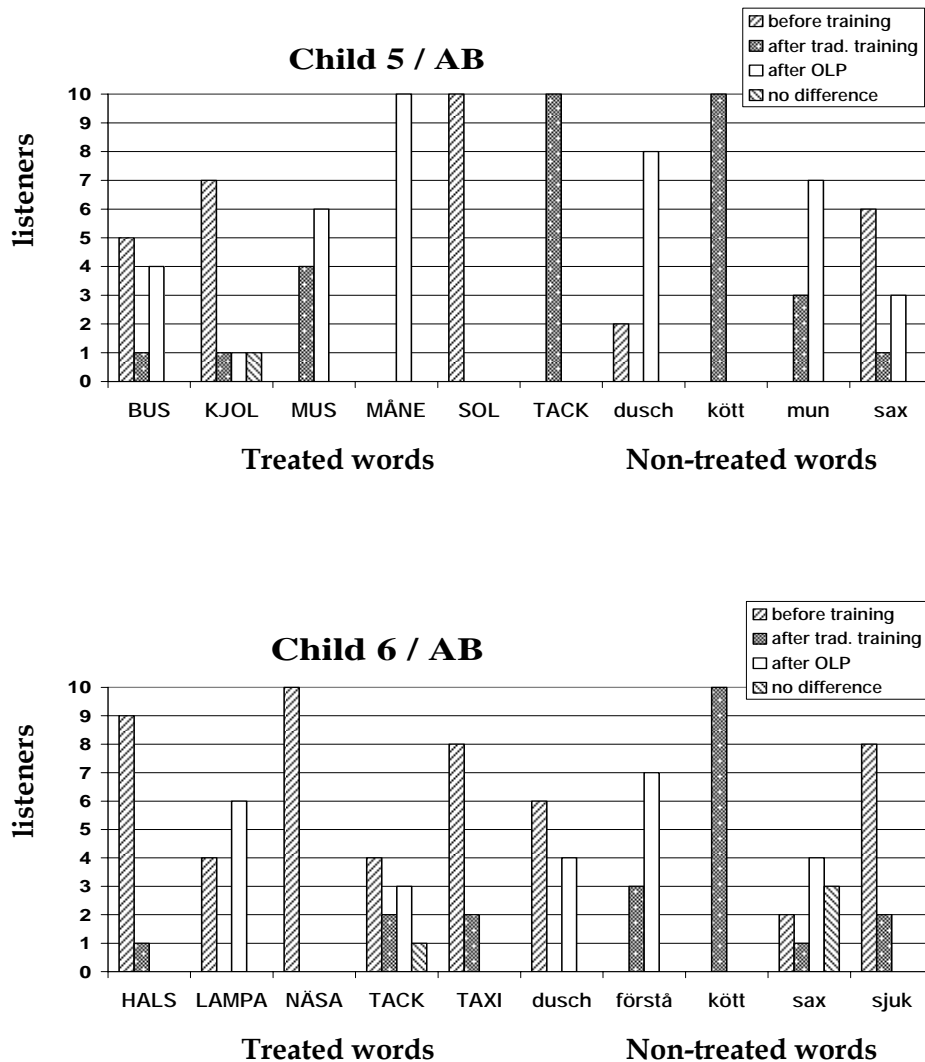 before training
after trad. training
after OLP
no difference
Child 5 / AB
listeners
10
9
8
7
6
5
4
3
2
1
0
BUS KJOL MUS MÅNE SOL TACK dusch kött mun sax
Treated words Non-treated words
before training
after trad. training
after OLP
no difference
Child 6 / AB
listeners
10
9
8
7
6
5
4
3
2
1
0
HALS LAMPA NÄSA TACK TAXI dusch förstå kött sax sjuk
Treated words Non-treated words